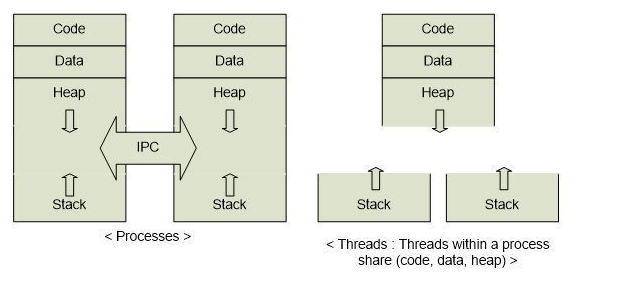 Code
Data
Heap
Stack
Code
Data
Heap
Stack
IPC
< Processes >
Code
Data
Heap
Stack
Stack
< Threads : Threads within a process
share (code, data, heap) >